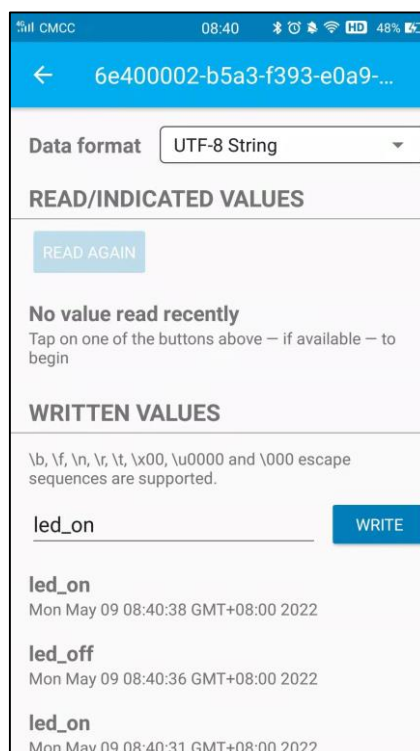 CMCC 08:40 HD 48%
6e400002-b5a3-f393-e0a9-...
Data format UTF-8 String
READ/INDICATED VALUES
READ AGAIN
No value read recently
Tap on one of the buttons above — if available — to
begin
WRITTEN VALUES
\b, \f, \n, \r, \t, \x00, \u0000 and \000 escape
sequences are supported.
led_on WRITE
led_on
Mon May 09 08:40:38 GMT+08:00 2022
led_off
Mon May 09 08:40:36 GMT+08:00 2022
led_on
Mon May 09 08:40:31 GMT+08:00 2022